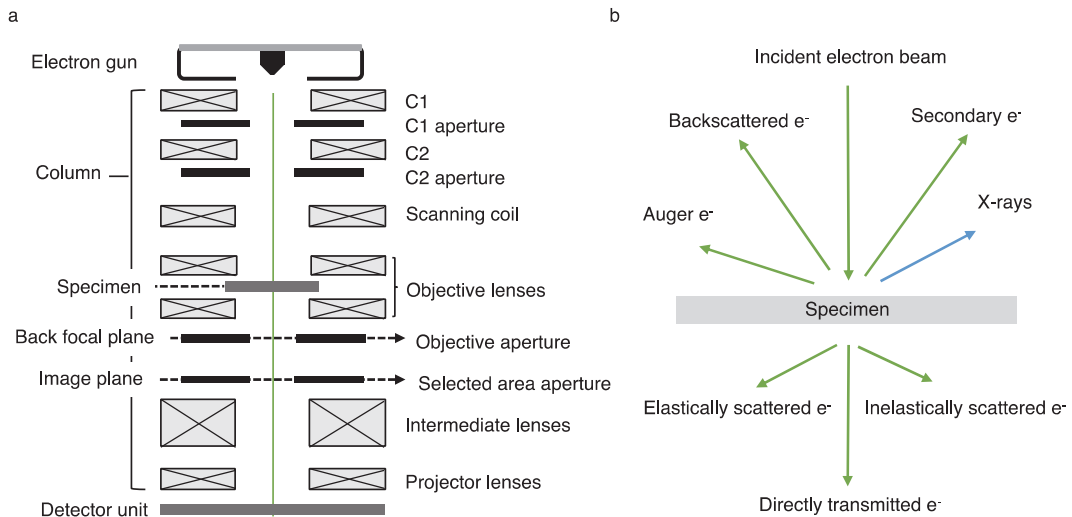 a
Electron gun
C1
C1 aperture
C2
Column
C2 aperture
Scanning coil
Specimen
Objective lenses
Back focal plane
Objective aperture
Image plane
Selected area aperture
Intermediate lenses
Projector lenses
Detector unit
b
Incident electron beam
Backscattered e⁻
Secondary e⁻
Auger e⁻
X-rays
Specimen
Elastically scattered e⁻
Inelastically scattered e⁻
Directly transmitted e⁻